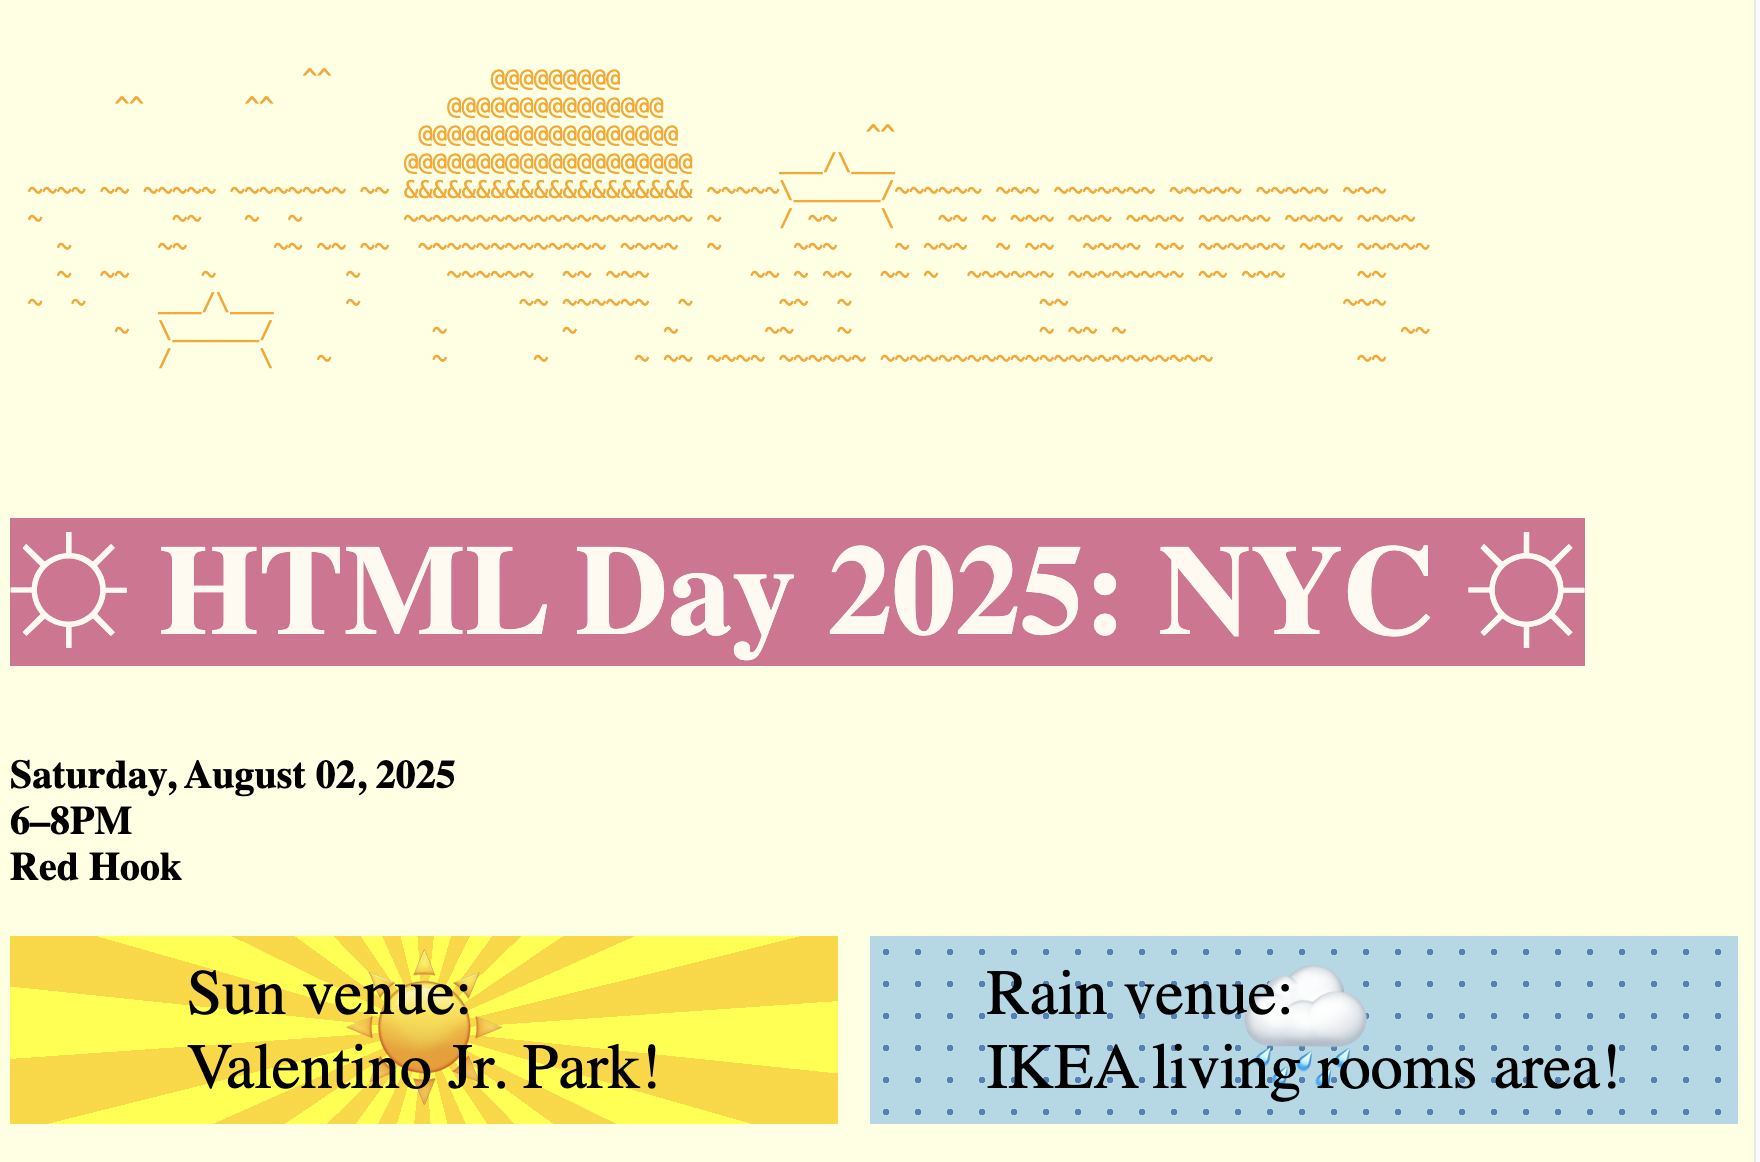 ☼ HTML Day 2025: NYC ☼
Saturday, August 02, 2025
6–8PM
Red Hook
Sun venue:
Valentino Jr. Park!
Rain venue:
IKEA living rooms area!